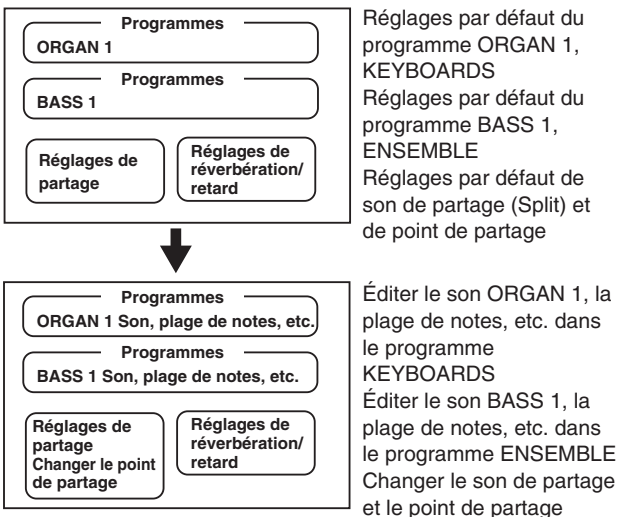 Programmes
ORGAN 1
Programmes
BASS 1
Réglages de
partage
Réglages de
réverbération/
retard
Réglages par défaut du
programme ORGAN 1,
KEYBOARDS
Réglages par défaut du
programme BASS 1,
ENSEMBLE
Réglages par défaut de
son de partage (Split) et
de point de partage
Programmes
ORGAN 1 Son, plage de notes, etc.
Programmes
BASS 1 Son, plage de notes, etc.
Réglages de
partage
Changer le point
de partage
Réglages de
réverbération/
retard
Éditer le son ORGAN 1, la
plage de notes, etc. dans
le programme
KEYBOARDS
Éditer le son BASS 1, la
plage de notes, etc. dans
le programme ENSEMBLE
Changer le son de partage
et le point de partage